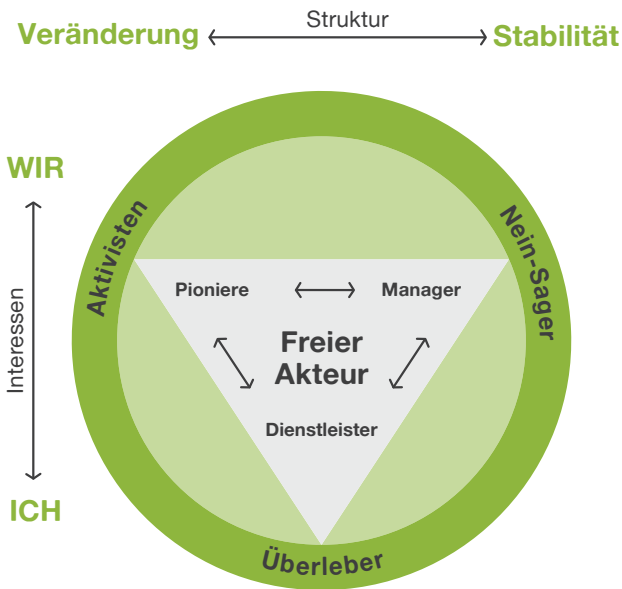 Struktur
Veränderung
Stabilität
WIR
Interessen
ICH
Aktivisten
Nein-Sager
Pioniere
Manager
Freier
Akteur
Dienstleister
Überleber